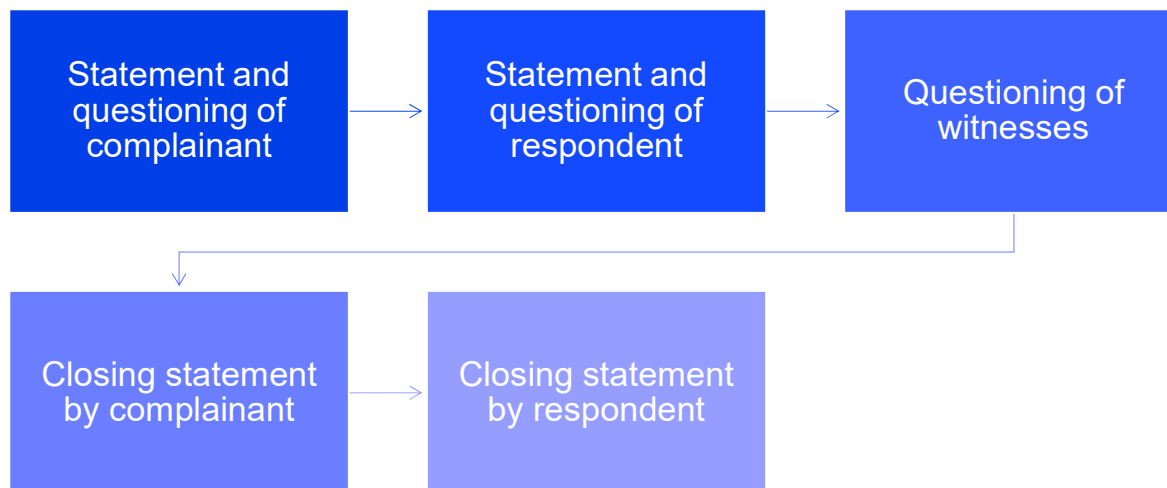 Statement and
questioning of
complainant
Statement and
questioning of
respondent
Questioning of
witnesses
Closing statement
by complainant
Closing statement
by respondent